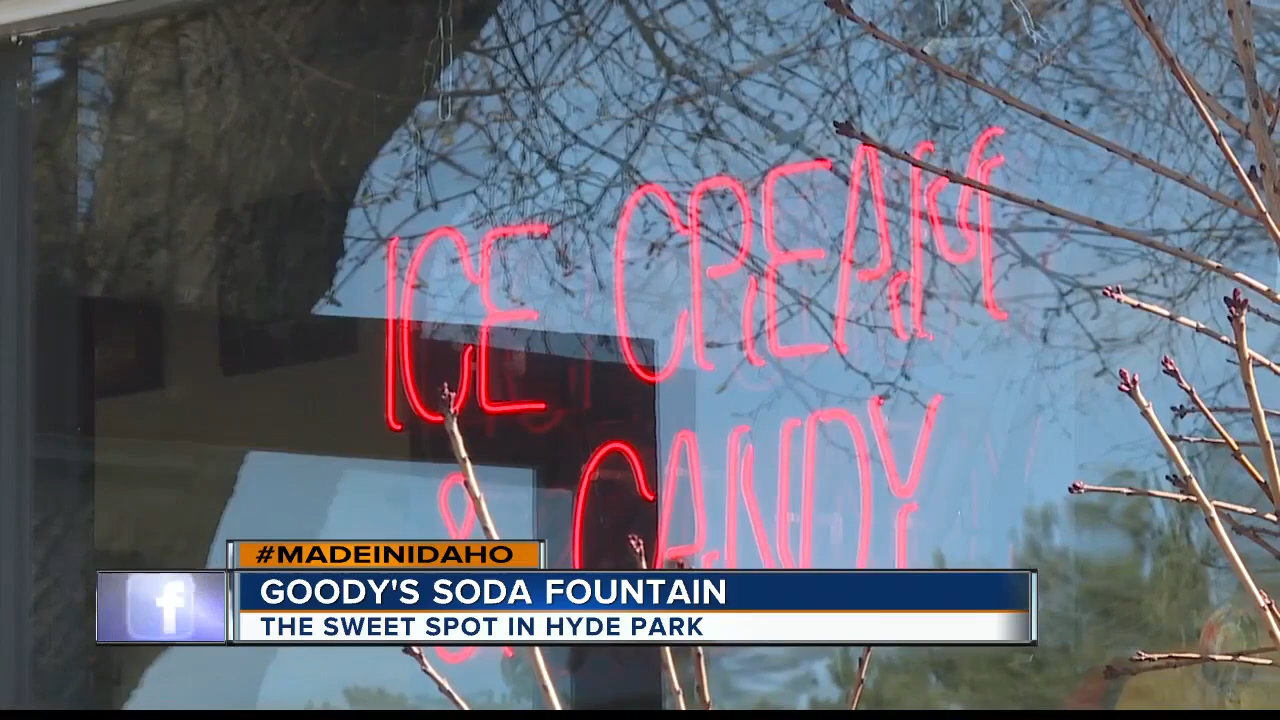 ICE CREAM
& CANDY
#MADEINIDAHO
f
GOODY'S SODA FOUNTAIN
THE SWEET SPOT IN HYDE PARK